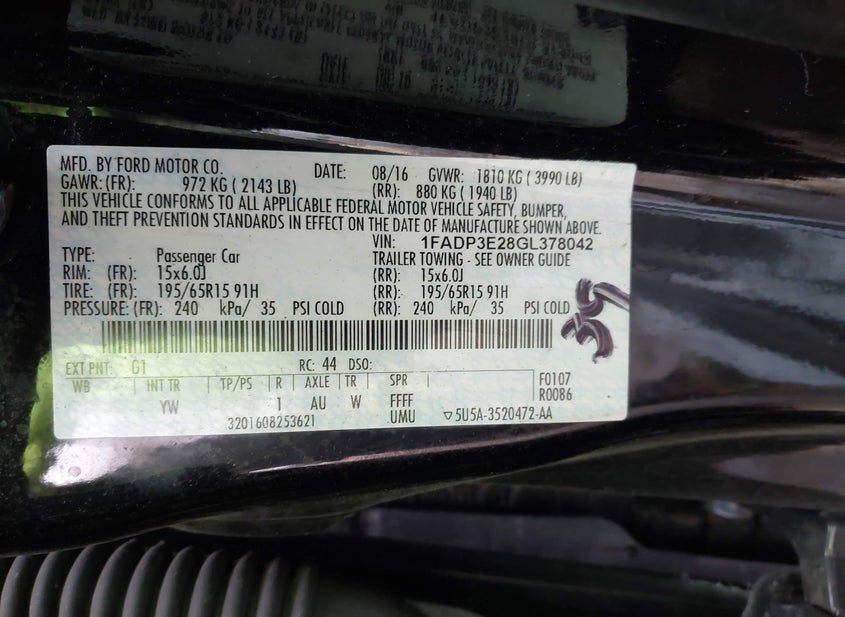 MFD. BY FORD MOTOR CO. DATE: 08/16 GVWR: 1810 KG ( 3990 LB)
GAWR: (FR): 972 KG ( 2143 LB) (RR): 880 KG ( 1940 LB)
THIS VEHICLE CONFORMS TO ALL APPLICABLE FEDERAL MOTOR VEHICLE SAFETY, BUMPER,
AND THEFT PREVENTION STANDARDS IN EFFECT ON THE DATE OF MANUFACTURE SHOWN ABOVE.
VIN: 1FADP3E28GL378042
TYPE: Passenger Car TRAILER TOWING - SEE OWNER GUIDE
RIM: (FR): 15x6.0J (RR): 15x6.0J
TIRE: (FR): 195/65R15 91H (RR): 195/65R15 91H
PRESSURE: (FR): 240 kPa/ 35 PSI COLD (RR): 240 kPa/ 35 PSI COLD
EXT PNT: G1 RC: 44 DSO:
WB INT TR TP/PS R AXLE TR SPR F0107
R0086
YW 1 AU W FFFF
3201608253621 UMU ▽5U5A-3520472-AA